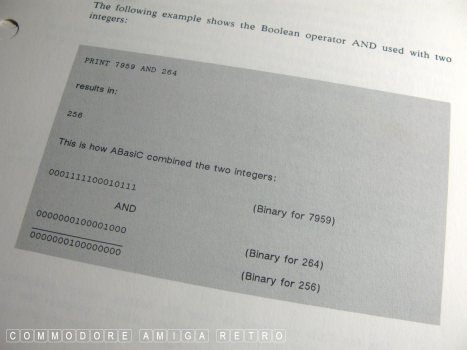 The following example shows the Boolean operator AND used with two
integers:
PRINT 7959 AND 264
results in:
256
This is how ABasiC combined the two integers:
0001111100010111
(Binary for 7959)
AND
0000000100001000
(Binary for 264)
0000000100000000
(Binary for 256)
COMMODORE AMIGA RETRO